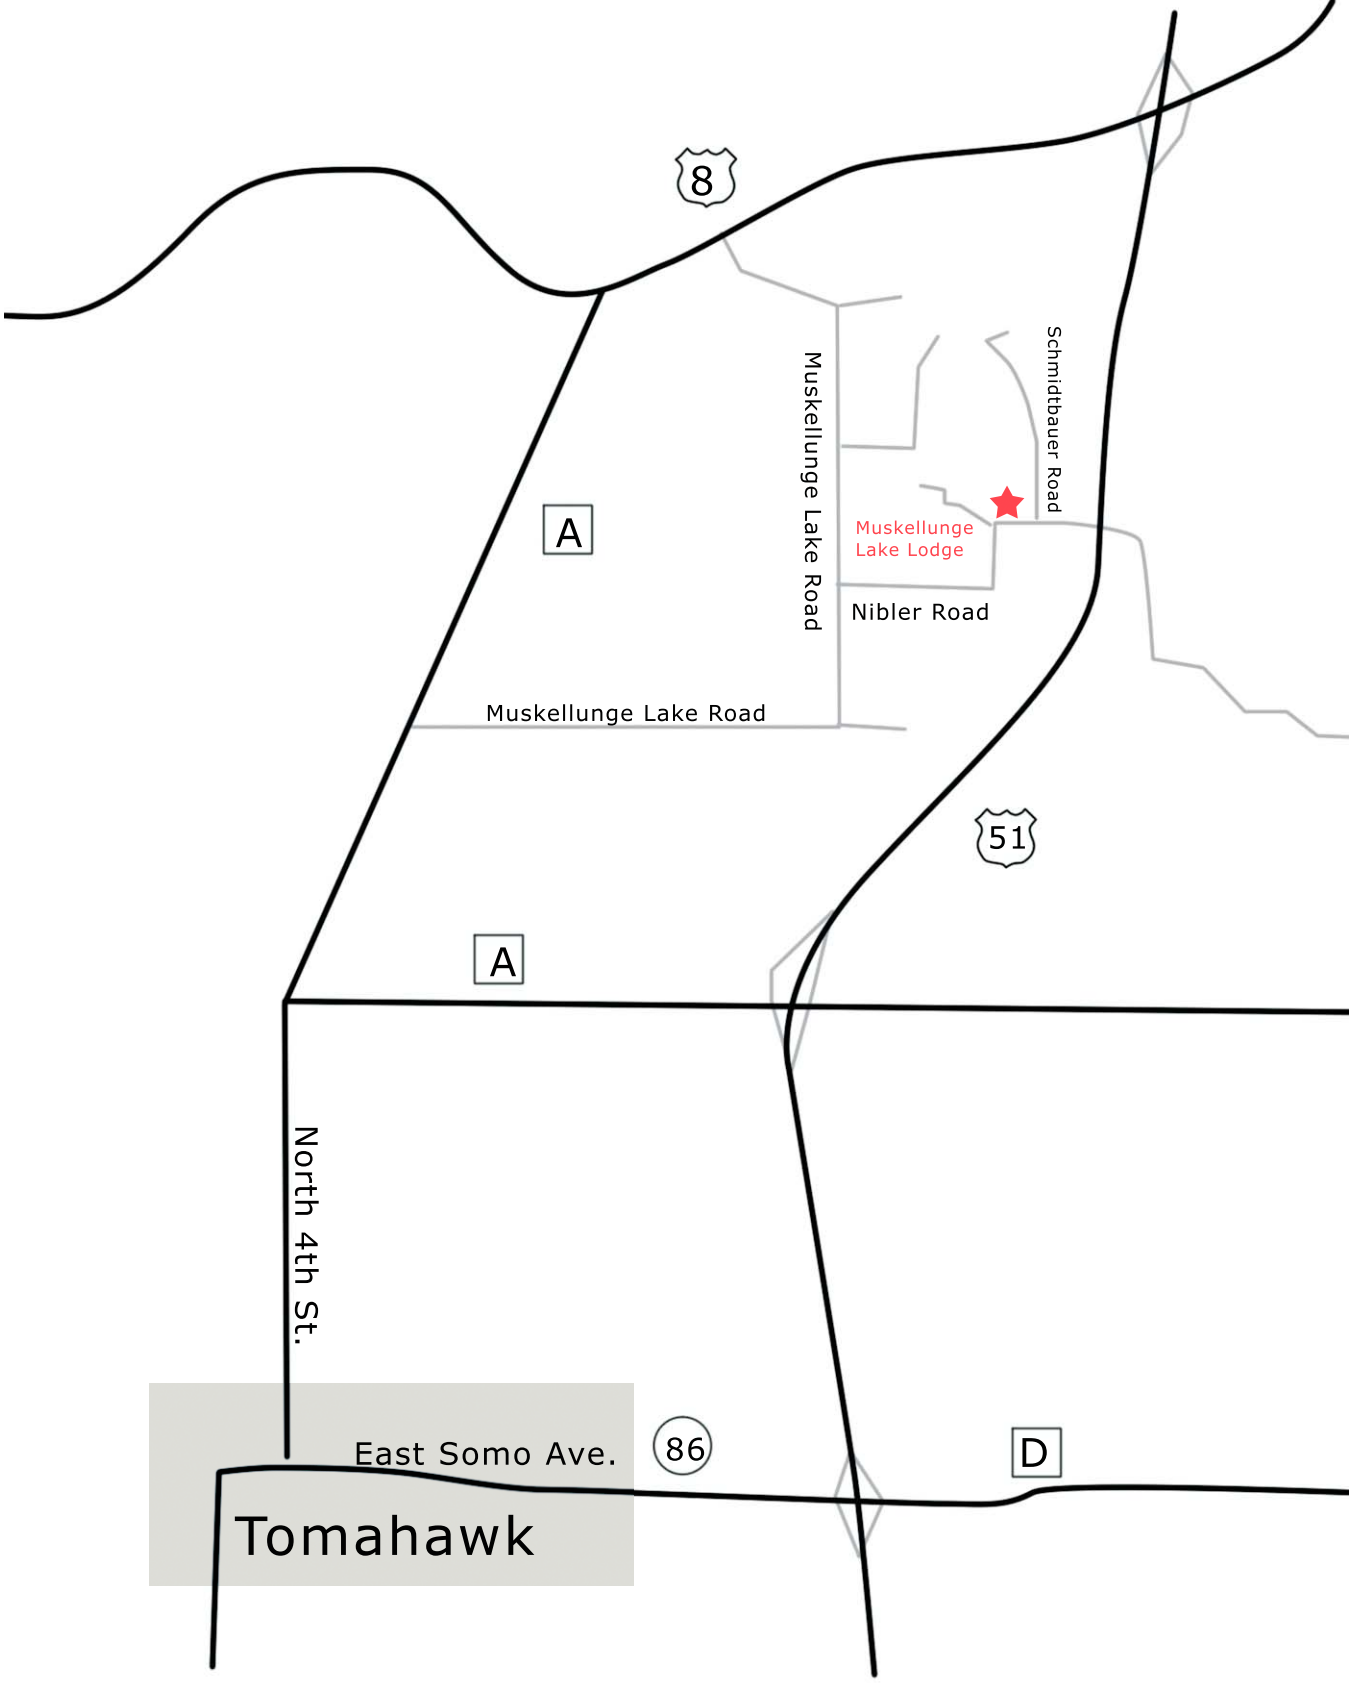 8
Schmidtbauer Road
Muskellunge Lake Road
A
Muskellunge
Lake Lodge
Nibler Road
Muskellunge Lake Road
51
A
North 4th St.
East Somo Ave.
86
D
Tomahawk